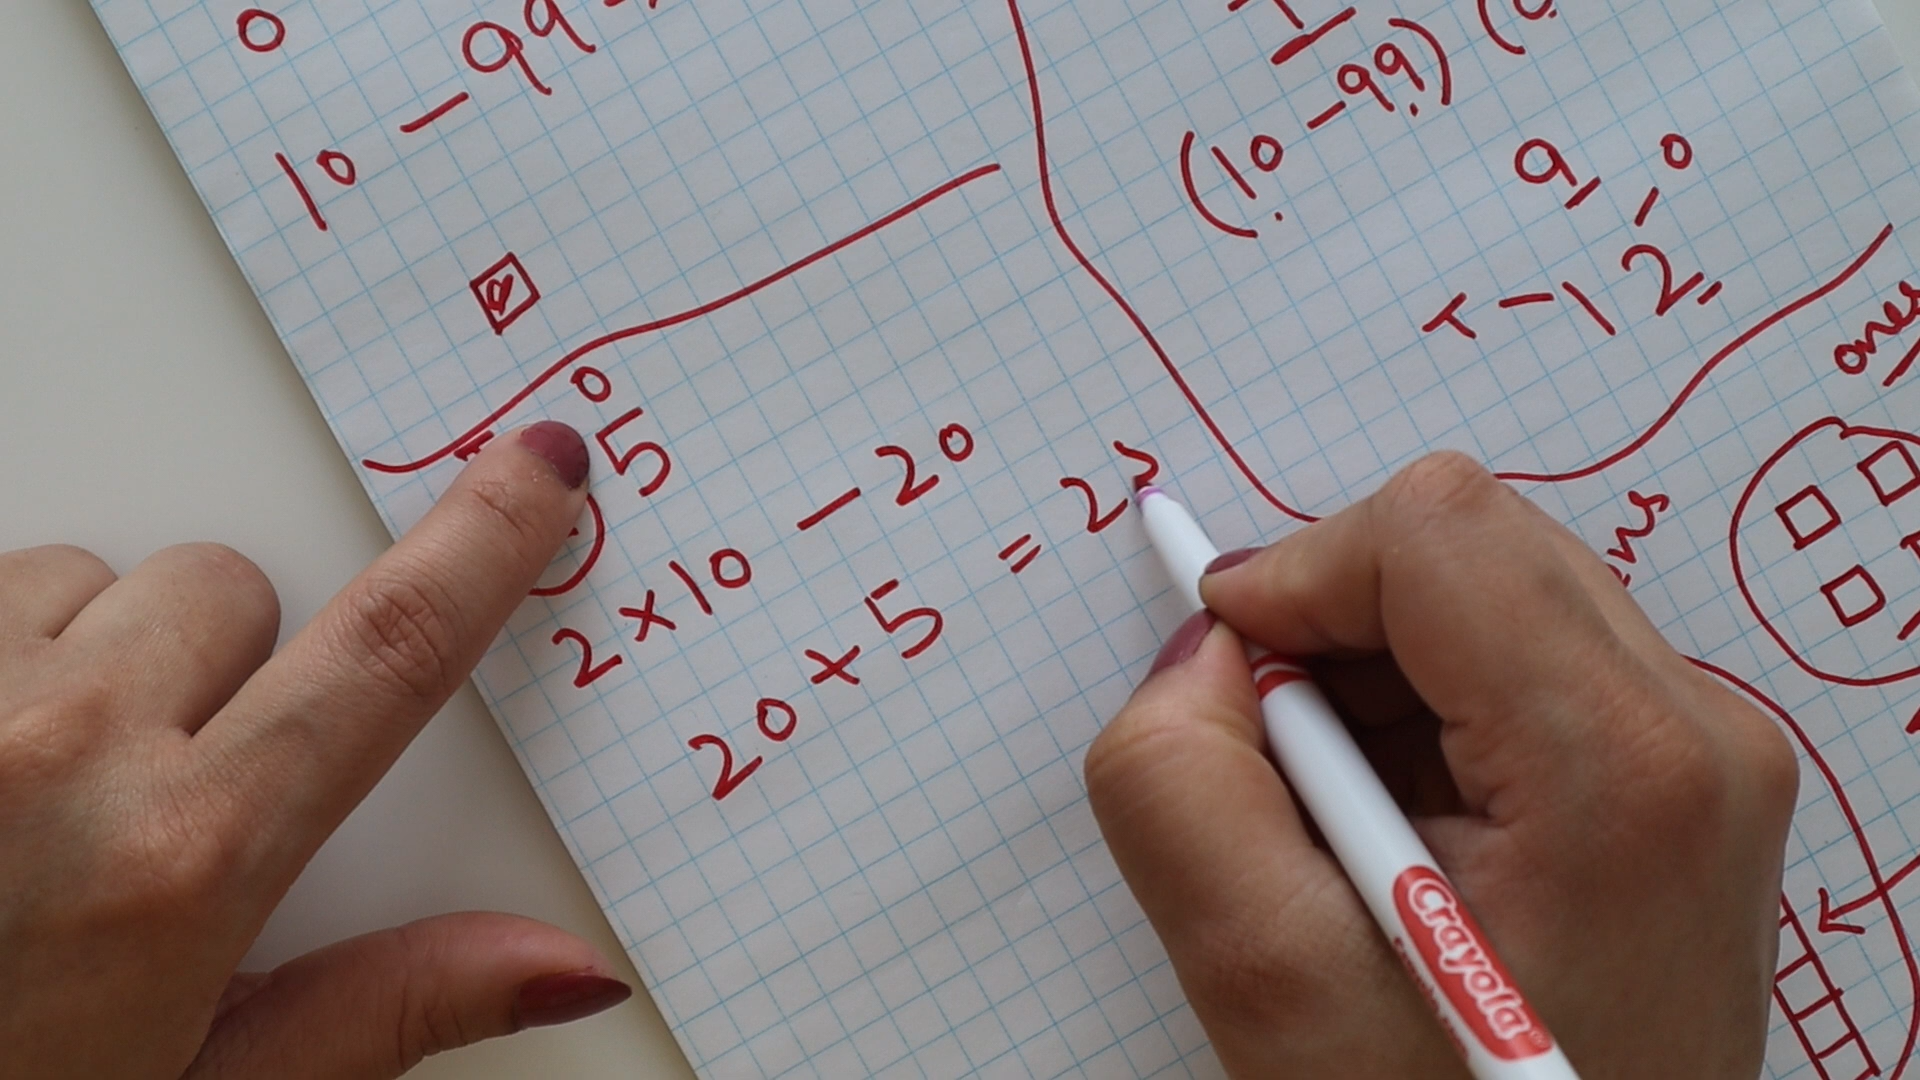 0
10 - 99
(10 - 99)
9 - 0
T - 12
ones
0
5
2 x 10 - 20
20 x 5 = 2
Crayola